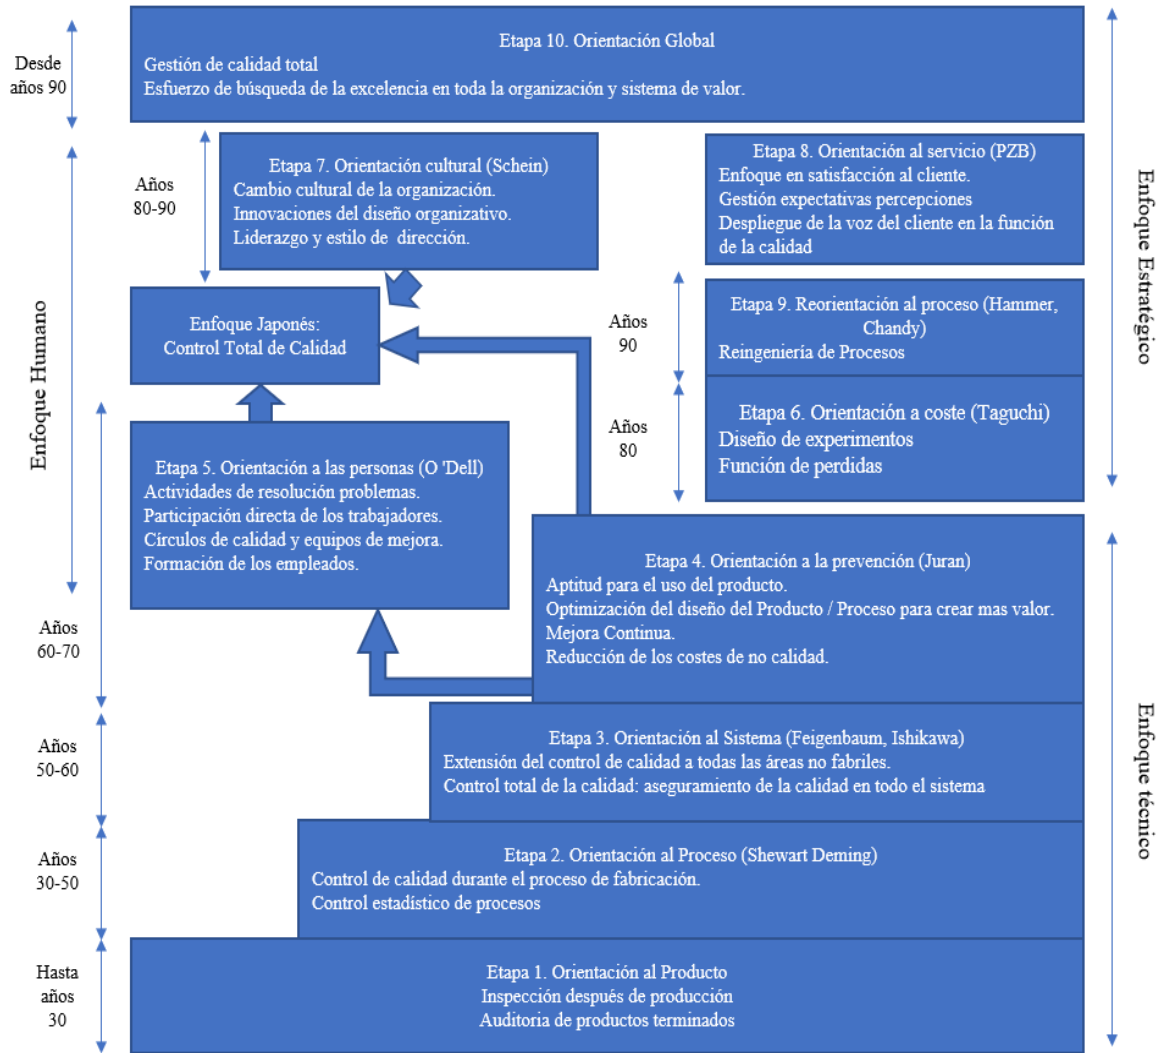 Etapa 10. Orientación Global
Gestión de calidad total
Esfuerzo de búsqueda de la excelencia en toda la organización y sistema de valor.
Desde
años 90
Etapa 7. Orientación cultural (Schein)
Cambio cultural de la organización.
Innovaciones del diseño organizativo.
Liderazgo y estilo de dirección.
Años
80-90
Etapa 8. Orientación al servicio (PZB)
Enfoque en satisfacción al cliente.
Gestión expectativas percepciones
Despliegue de la voz del cliente en la función
de la calidad
Enfoque Estratégico
Enfoque Humano
Enfoque Japonés:
Control Total de Calidad
Años
90
Etapa 9. Reorientación al proceso (Hammer,
Chandy)
Reingeniería de Procesos
Años
80
Etapa 6. Orientación a coste (Taguchi)
Diseño de experimentos
Función de perdidas
Etapa 5. Orientación a las personas (O 'Dell)
Actividades de resolución problemas.
Participación directa de los trabajadores.
Círculos de calidad y equipos de mejora.
Formación de los empleados.
Años
60-70
Etapa 4. Orientación a la prevención (Juran)
Aptitud para el uso del producto.
Optimización del diseño del Producto / Proceso para crear mas valor.
Mejora Continua.
Reducción de los costes de no calidad.
Enfoque técnico
Años
50-60
Etapa 3. Orientación al Sistema (Feigenbaum, Ishikawa)
Extensión del control de calidad a todas las áreas no fabriles.
Control total de la calidad: aseguramiento de la calidad en todo el sistema
Años
30-50
Etapa 2. Orientación al Proceso (Shewart Deming)
Control de calidad durante el proceso de fabricación.
Control estadístico de procesos
Hasta
años
30
Etapa 1. Orientación al Producto
Inspección después de producción
Auditoria de productos terminados